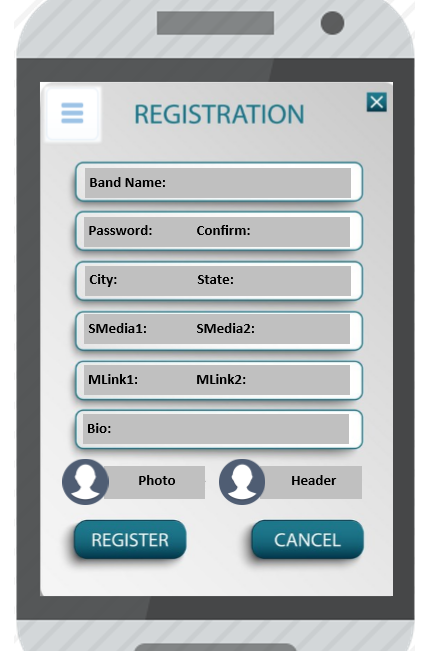 REGISTRATION
Band Name:
Password: Confirm:
City: State:
SMedia1: SMedia2:
MLink1: MLink2:
Bio:
Photo Header
REGISTER CANCEL